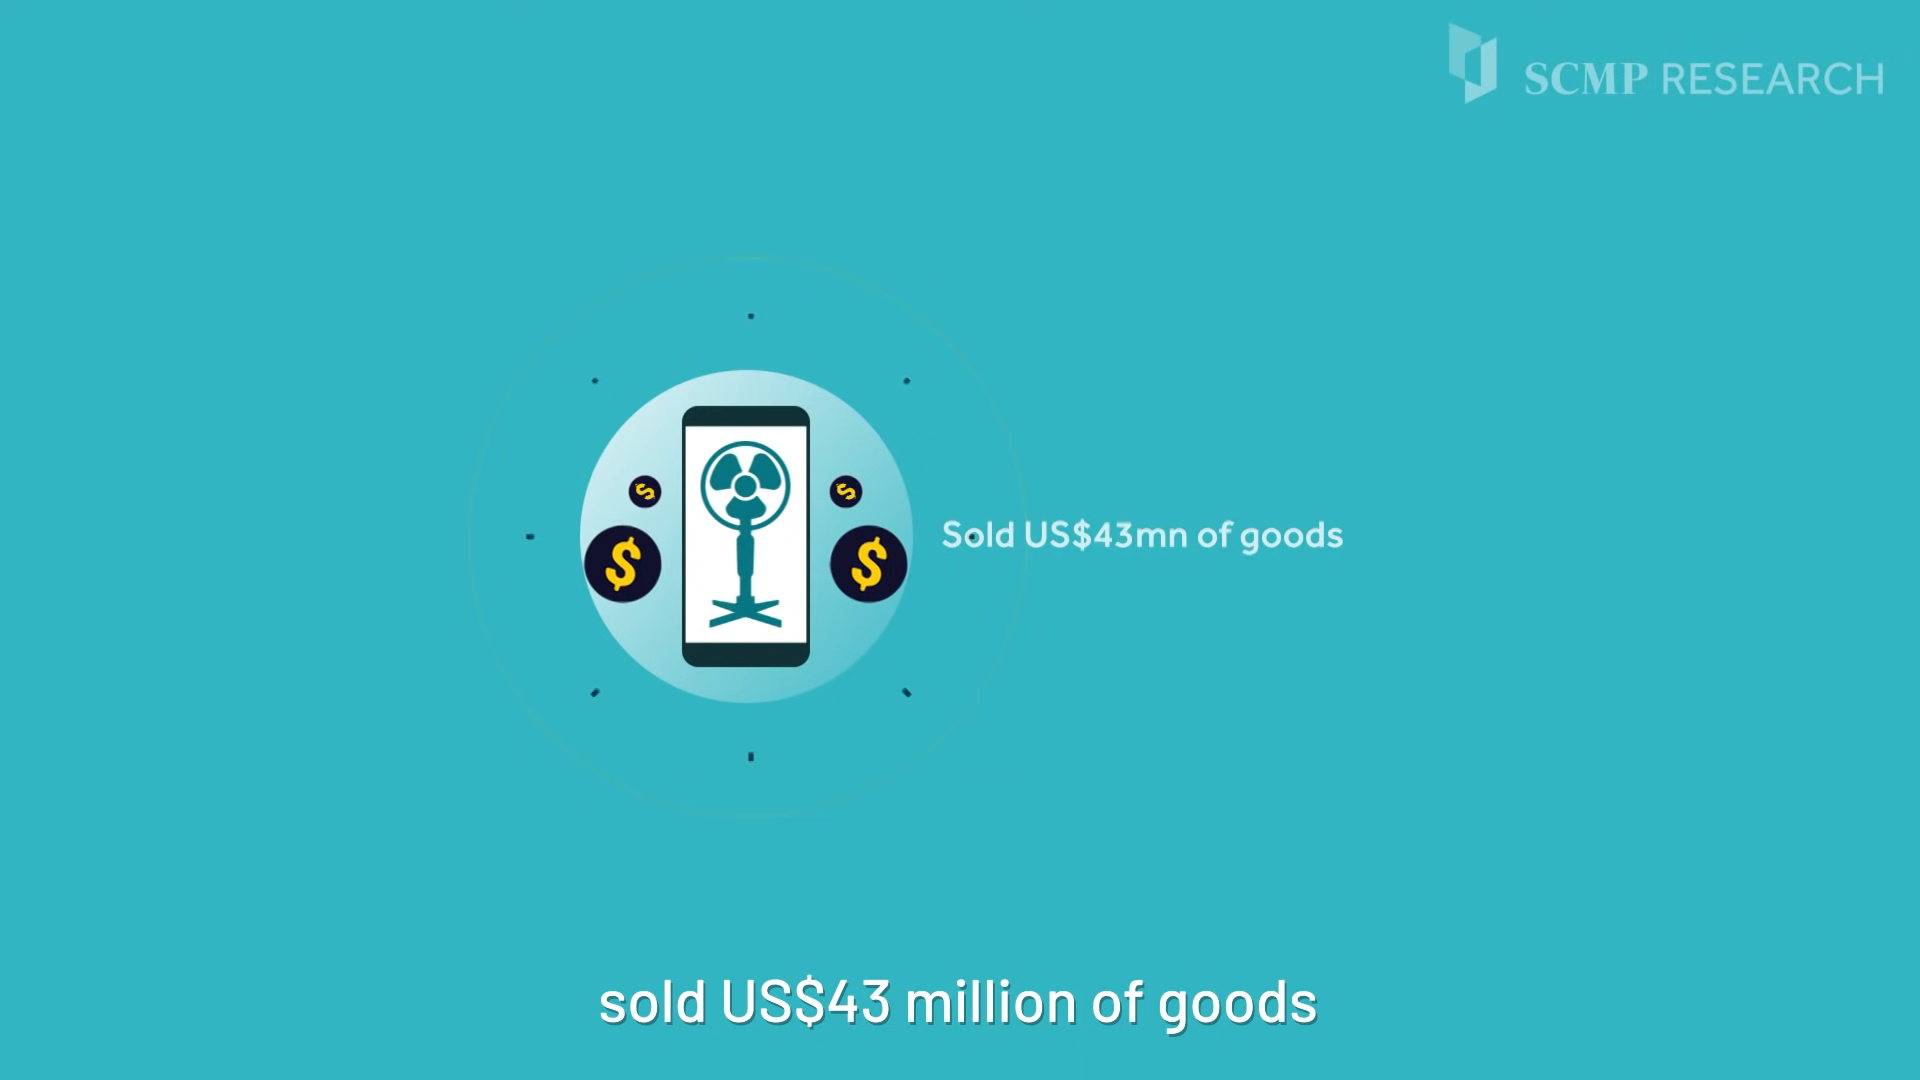 SCMP RESEARCH
$ $
$ $
Sold US$43mn of goods
sold US$43 million of goods